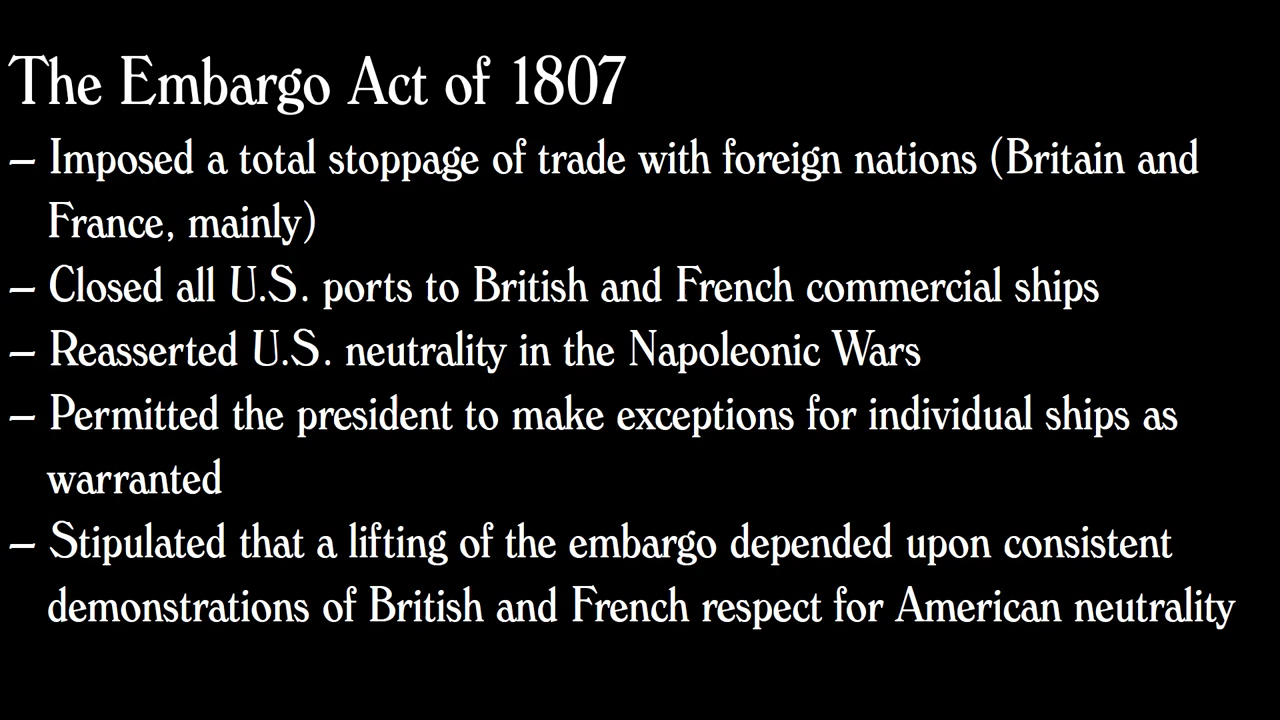 The Embargo Act of 1807
– Imposed a total stoppage of trade with foreign nations (Britain and
France, mainly)
– Closed all U.S. ports to British and French commercial ships
– Reasserted U.S. neutrality in the Napoleonic Wars
– Permitted the president to make exceptions for individual ships as
warranted
– Stipulated that a lifting of the embargo depended upon consistent
demonstrations of British and French respect for American neutrality